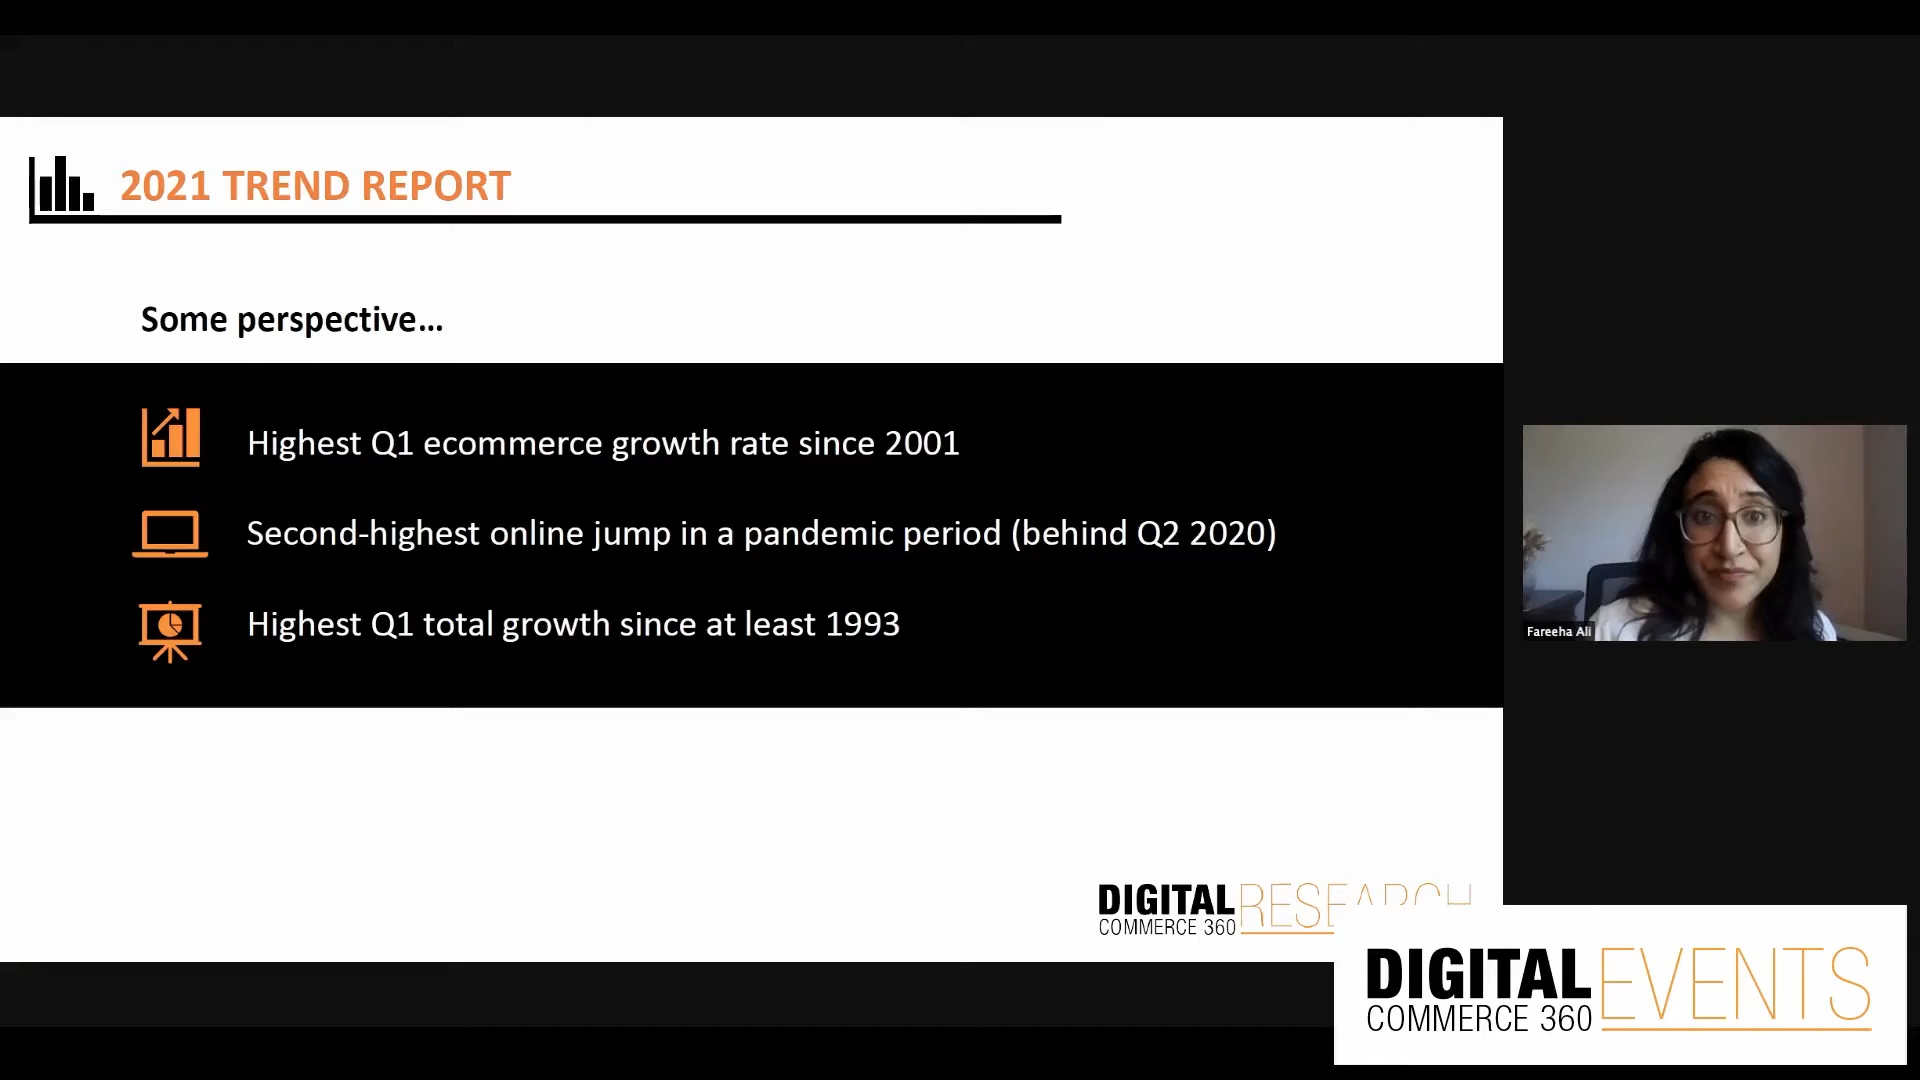 2021 TREND REPORT
Some perspective...
Highest Q1 ecommerce growth rate since 2001
Second-highest online jump in a pandemic period (behind Q2 2020)
Highest Q1 total growth since at least 1993
Fareeha Ali
DIGITAL RESEARCH
COMMERCE 360
DIGITAL EVENTS
COMMERCE 360